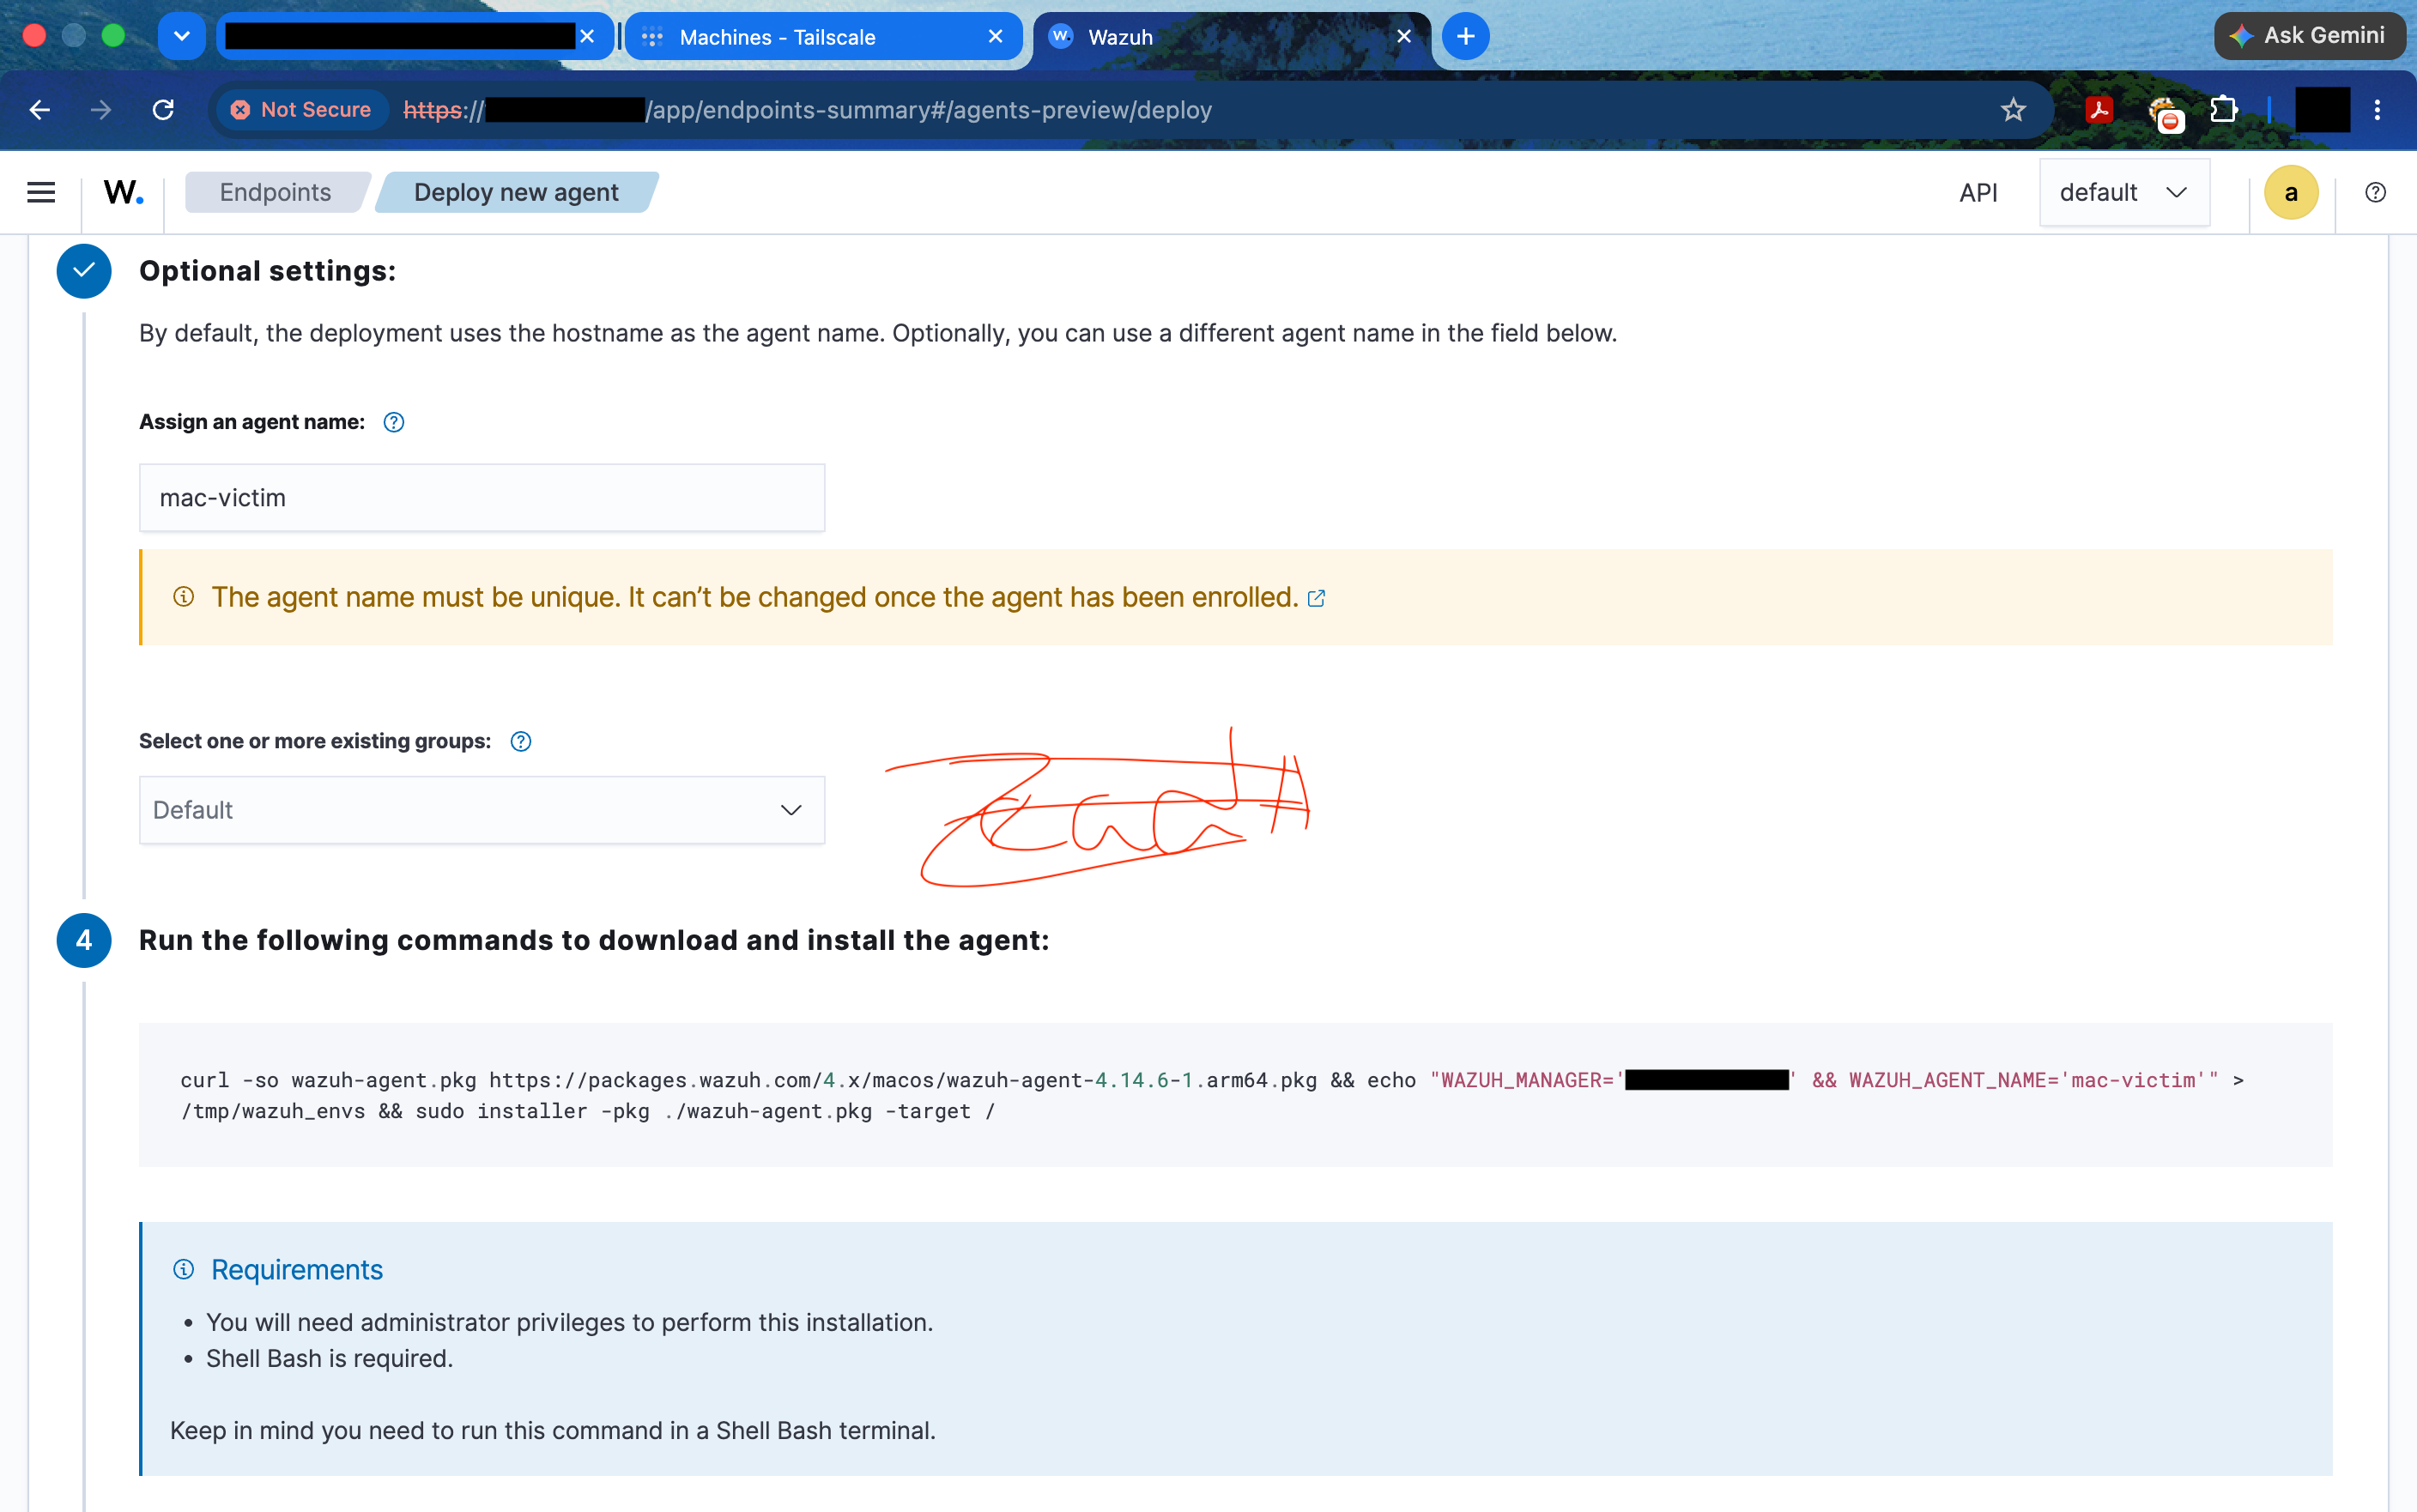 Machines - Tailscale
Wazuh
Ask Gemini
Not Secure
https:// /app/endpoints-summary#/agents-preview/deploy
W.
Endpoints
Deploy new agent
API
default
a
Optional settings:
By default, the deployment uses the hostname as the agent name. Optionally, you can use a different agent name in the field below.
Assign an agent name:
mac-victim
The agent name must be unique. It can’t be changed once the agent has been enrolled.
Select one or more existing groups:
Default
4
Run the following commands to download and install the agent:
curl -so wazuh-agent.pkg https://packages.wazuh.com/4.x/macos/wazuh-agent-4.14.6-1.arm64.pkg && echo "WAZUH_MANAGER=' ' && WAZUH_AGENT_NAME='mac-victim'" >
/tmp/wazuh_envs && sudo installer -pkg ./wazuh-agent.pkg -target /
Requirements
• You will need administrator privileges to perform this installation.
• Shell Bash is required.
Keep in mind you need to run this command in a Shell Bash terminal.